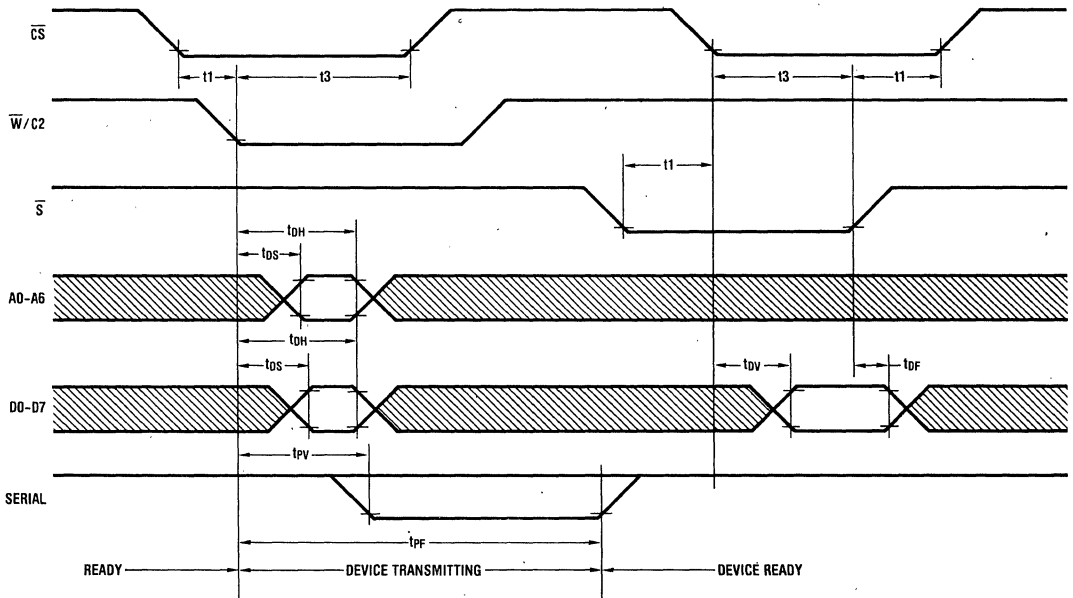 C̅S̅
t1 t3 t3 t1
W̅/C2
t1
S̅
tDH
tDS
A0-A6
tDH
tDS tDV tDF
D0-D7
tPV
SERIAL
tPF
READY DEVICE TRANSMITTING DEVICE READY